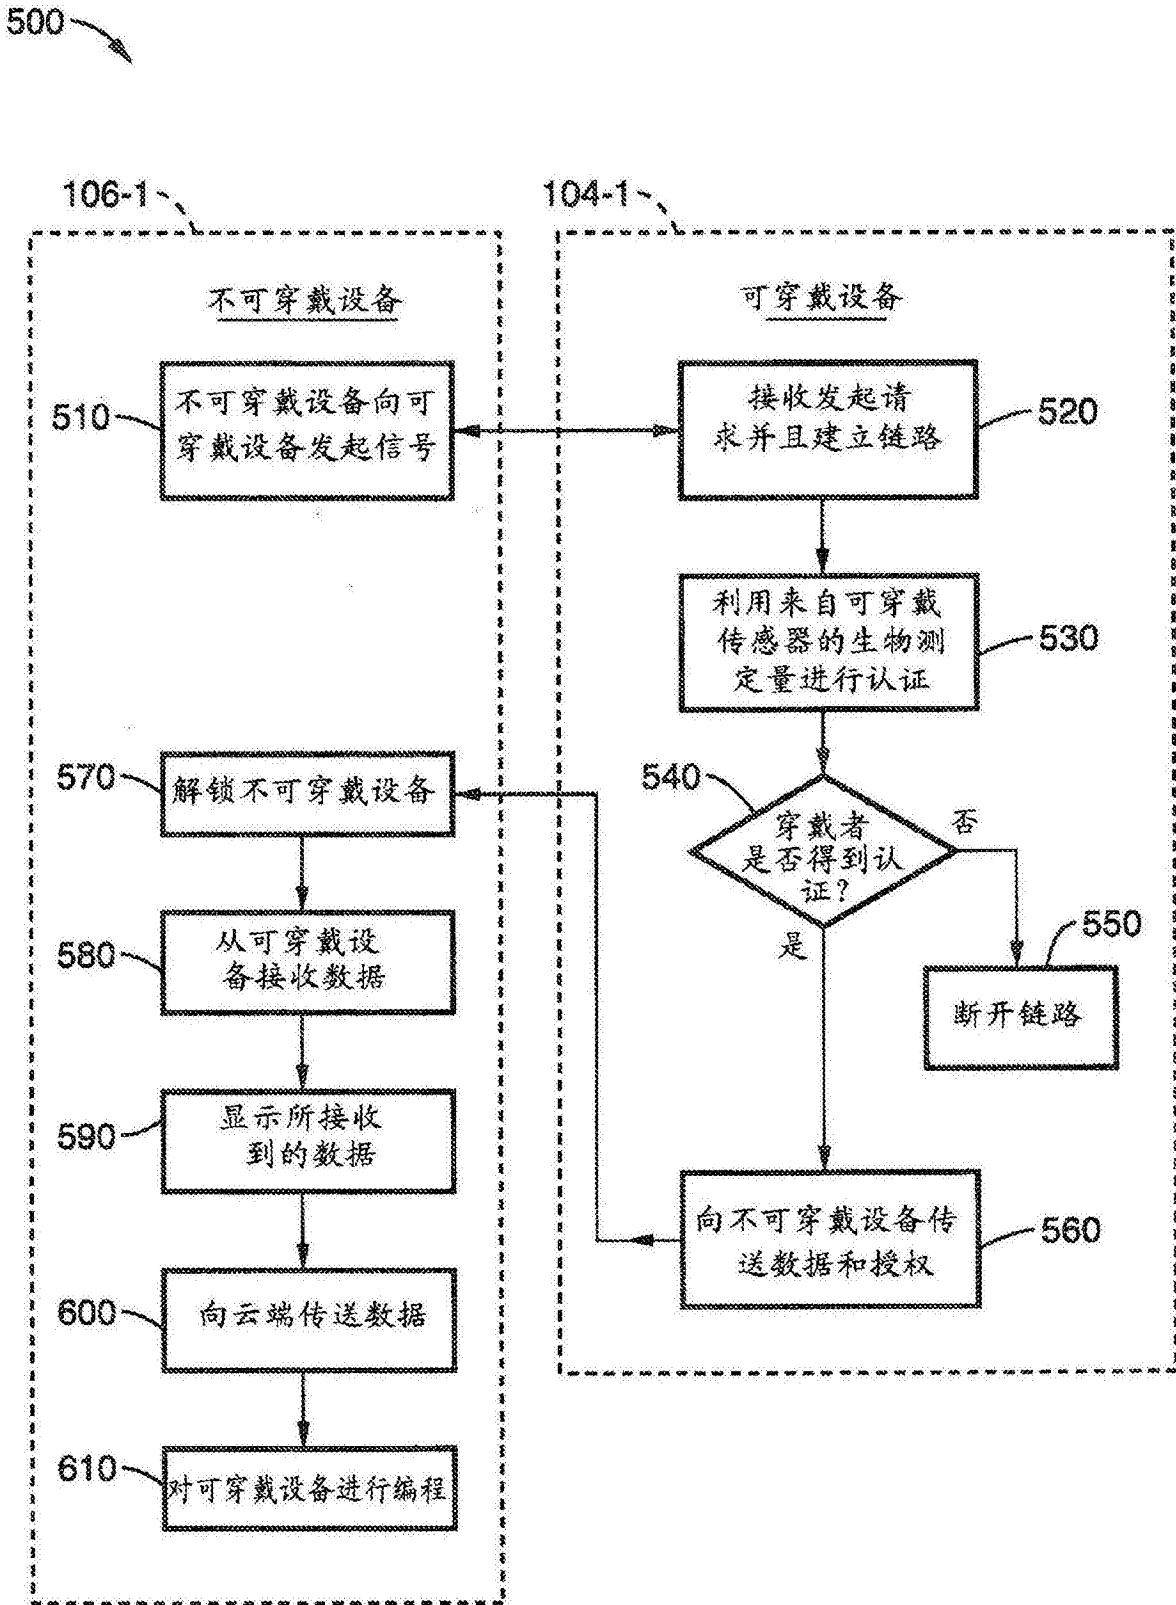 500
106-1
不可穿戴设备
510
不可穿戴设备向可
穿戴设备发起信号
570
解锁不可穿戴设备
580
从可穿戴设
备接收数据
590
显示所接收
到的数据
600
向云端传送数据
610
对可穿戴设备进行编程
104-1
可穿戴设备
接收发起请
求并且建立链路
520
利用来自可穿戴
传感器的生物测
定量进行认证
530
540
穿戴者
是否得到认
证?
否
是
550
断开链路
向不可穿戴设备传
送数据和授权
560